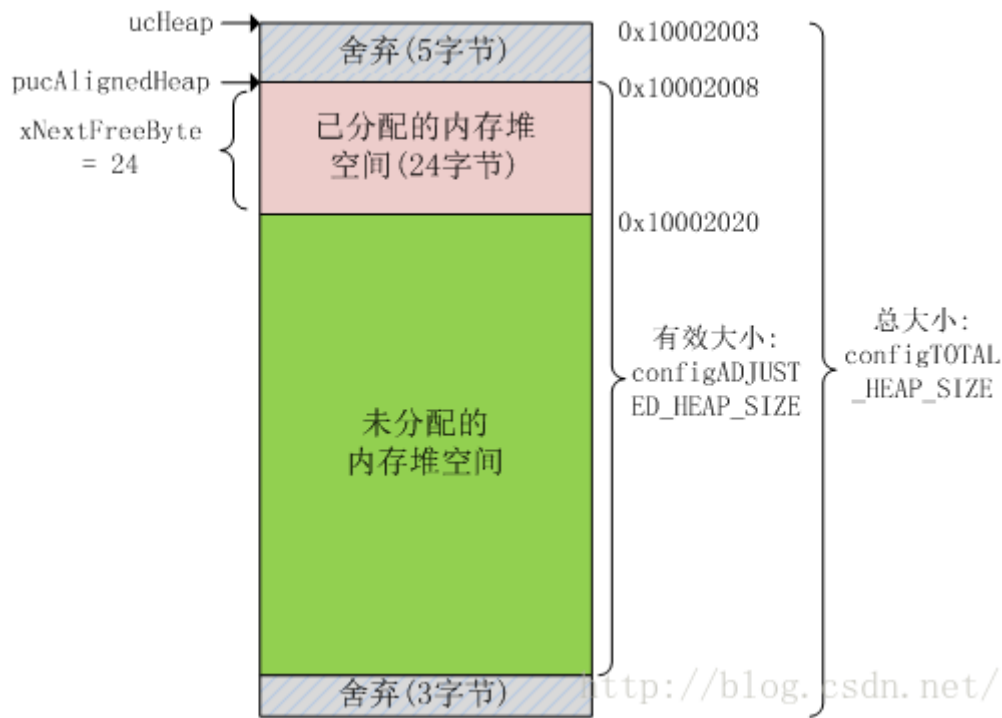 ucHeap
舍弃(5字节)
0x10002003
pucAlignedHeap
0x10002008
xNextFreeByte
= 24
已分配的内存堆
空间(24字节)
0x10002020
有效大小:
configADJUST
ED_HEAP_SIZE
总大小:
configTOTAL
_HEAP_SIZE
未分配的
内存堆空间
舍弃(3字节)
http://blog.csdn.net/